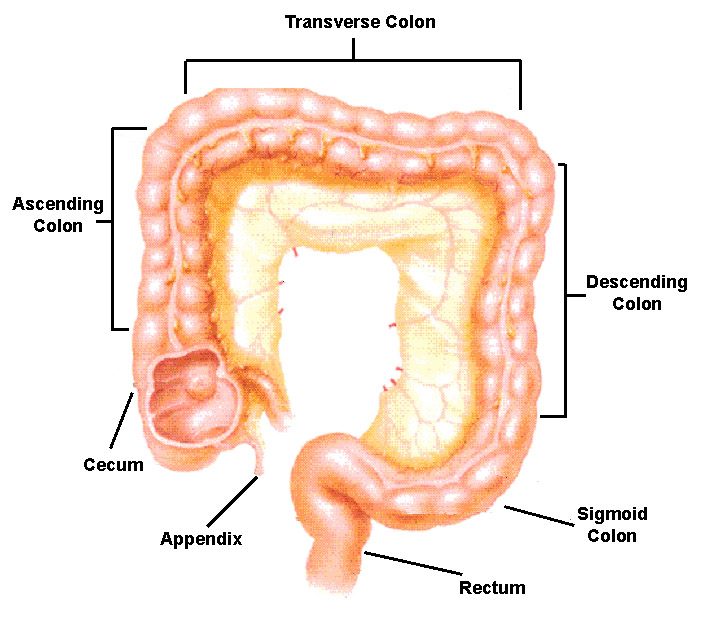 Transverse Colon
Ascending
Colon
Descending
Colon
Cecum
Sigmoid
Colon
Appendix
Rectum